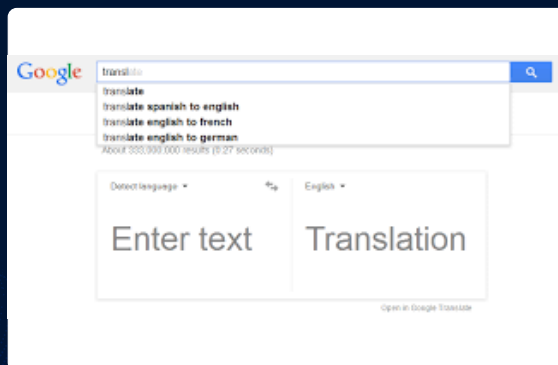 Google
translate
translate
translate spanish to english
translate english to french
translate english to german
About 333,000,000 results (0.27 seconds)
Detect language
English
Enter text
Translation
Open in Google Translate